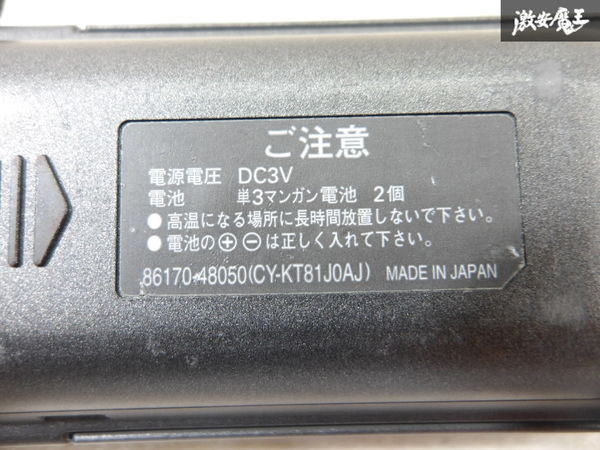 激安魔王
ご注意
電源電圧 DC3V
電池 単3マンガン電池 2個
●高温になる場所に長時間放置しないで下さい。
●電池の⊕⊖は正しく入れて下さい。
86170-48050(CY-KT81J0AJ) MADE IN JAPAN